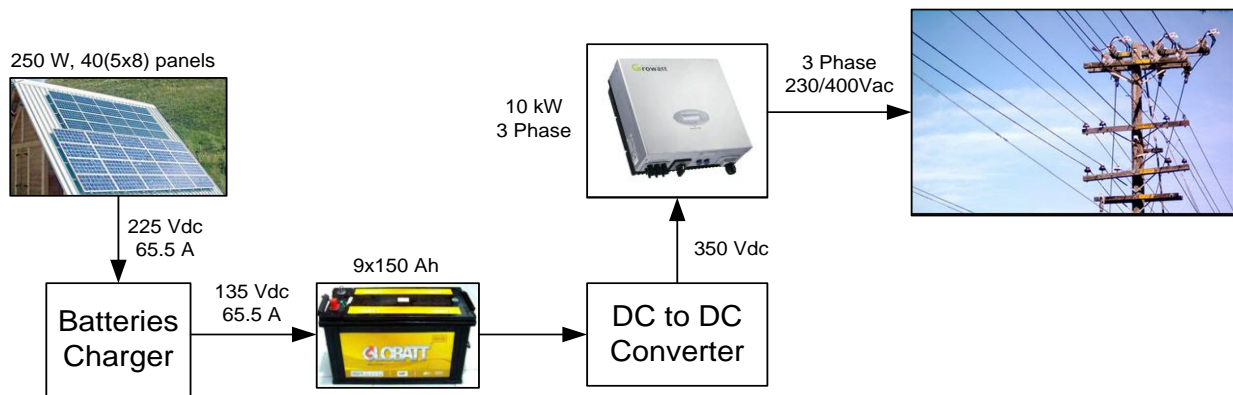 250 W, 40(5x8) panels
225 Vdc
65.5 A
Batteries
Charger
135 Vdc
65.5 A
9x150 Ah
GLOBATT
DC to DC
Converter
350 Vdc
10 kW
3 Phase
Growatt
3 Phase
230/400Vac